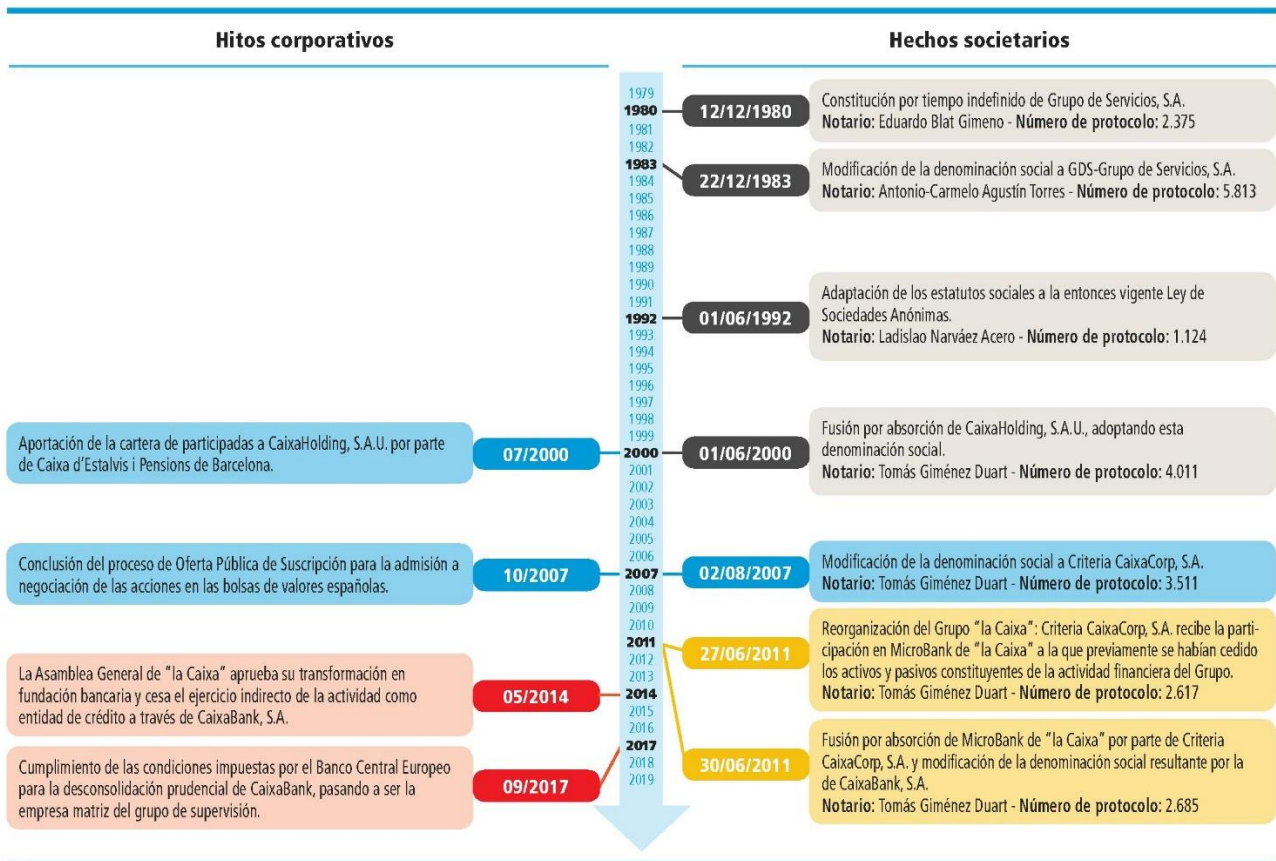 Hitos corporativos
Hechos societarios
1979
1980
1981
1982
1983
1984
1985
1986
1987
1988
1989
1990
1991
1992
1993
1994
1995
1996
1997
1998
1999
2000
2001
2002
2003
2004
2005
2006
2007
2008
2009
2010
2011
2012
2013
2014
2015
2016
2017
2018
2019
12/12/1980
Constitución por tiempo indefinido de Grupo de Servicios, S.A.
Notario: Eduardo Blat Gimeno - Número de protocolo: 2.375
22/12/1983
Modificación de la denominación social a GDS-Grupo de Servicios, S.A.
Notario: Antonio-Carmelo Agustín Torres - Número de protocolo: 5.813
01/06/1992
Adaptación de los estatutos sociales a la entonces vigente Ley de
Sociedades Anónimas.
Notario: Ladislao Narváez Acero - Número de protocolo: 1.124
Aportación de la cartera de participadas a CaixaHolding, S.A.U. por parte
de Caixa d'Estalvis i Pensions de Barcelona.
07/2000
01/06/2000
Fusión por absorción de CaixaHolding, S.A.U., adoptando esta
denominación social.
Notario: Tomás Giménez Duart - Número de protocolo: 4.011
Conclusión del proceso de Oferta Pública de Suscripción para la admisión a
negociación de las acciones en las bolsas de valores españolas.
10/2007
02/08/2007
Modificación de la denominación social a Criteria CaixaCorp, S.A.
Notario: Tomás Giménez Duart - Número de protocolo: 3.511
27/06/2011
Reorganización del Grupo "la Caixa": Criteria CaixaCorp, S.A. recibe la parti-
cipación en MicroBank de "la Caixa" a la que previamente se habían cedido
los activos y pasivos constituyentes de la actividad financiera del Grupo.
Notario: Tomás Giménez Duart - Número de protocolo: 2.617
La Asamblea General de "la Caixa" aprueba su transformación en
fundación bancaria y cesa el ejercicio indirecto de la actividad como
entidad de crédito a través de CaixaBank, S.A.
05/2014
30/06/2011
Fusión por absorción de MicroBank de "la Caixa" por parte de Criteria
CaixaCorp, S.A. y modificación de la denominación social resultante por la
de CaixaBank, S.A.
Notario: Tomás Giménez Duart - Número de protocolo: 2.685
Cumplimiento de las condiciones impuestas por el Banco Central Europeo
para la desconsolidación prudencial de CaixaBank, pasando a ser la
empresa matriz del grupo de supervisión.
09/2017